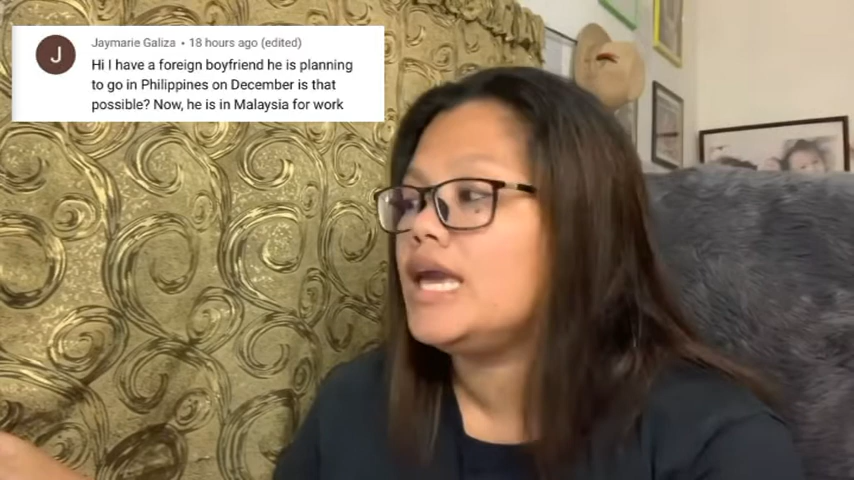 J
Jaymarie Galiza • 18 hours ago (edited)
Hi I have a foreign boyfriend he is planning
to go in Philippines on December is that
possible? Now, he is in Malaysia for work